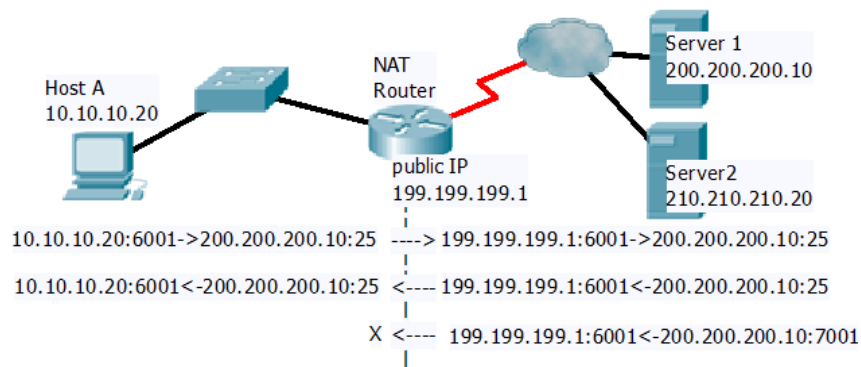 Host A
10.10.10.20
NAT
Router
Server 1
200.200.200.10
public IP
199.199.199.1
Server2
210.210.210.20
10.10.10.20:6001->200.200.200.10:25 ----> 199.199.199.1:6001->200.200.200.10:25
10.10.10.20:6001<-200.200.200.10:25 <---- 199.199.199.1:6001<-200.200.200.10:25
X <---- 199.199.199.1:6001<-200.200.200.10:7001